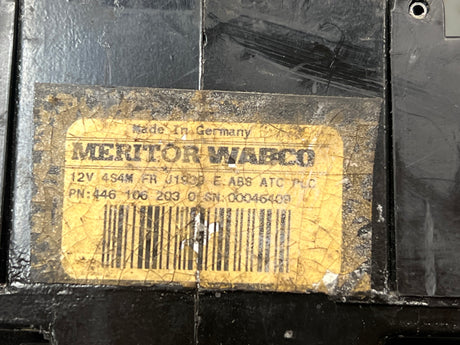 Made In Germany
MERITOR WABCO
12V 4S4M FR J1939 E.ABS ATC PLC
PN:446 106 203 0 SN:00046409